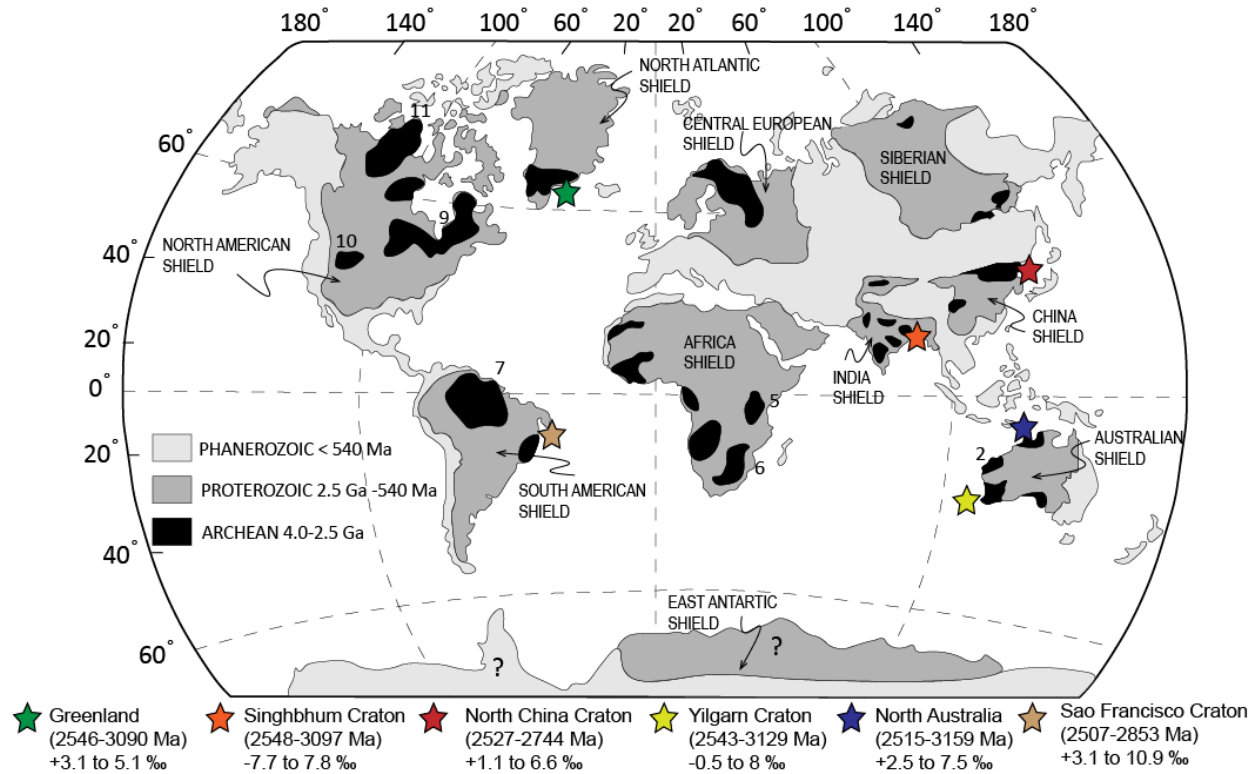 180° 140° 100° 60° 20° 20° 60° 100° 140° 180°
NORTH ATLANTIC
SHIELD
11
CENTRAL EUROPEAN
SHIELD
60°
SIBERIAN
SHIELD
9
NORTH AMERICAN
SHIELD
10
40°
CHINA
SHIELD
20°
AFRICA
SHIELD
INDIA
SHIELD
7
0°
5
AUSTRALIAN
SHIELD
2
PHANEROZOIC < 540 Ma
20°
6
PROTEROZOIC 2.5 Ga -540 Ma
SOUTH AMERICAN
SHIELD
ARCHEAN 4.0-2.5 Ga
40°
EAST ANTARTIC
SHIELD
60°
?
?
Greenland
(2546-3090 Ma)
+3.1 to 5.1 ‰
Singhbhum Craton
(2548-3097 Ma)
-7.7 to 7.8 ‰
North China Craton
(2527-2744 Ma)
+1.1 to 6.6 ‰
Yilgarn Craton
(2543-3129 Ma)
-0.5 to 8 ‰
North Australia
(2515-3159 Ma)
+2.5 to 7.5 ‰
Sao Francisco Craton
(2507-2853 Ma)
+3.1 to 10.9 ‰